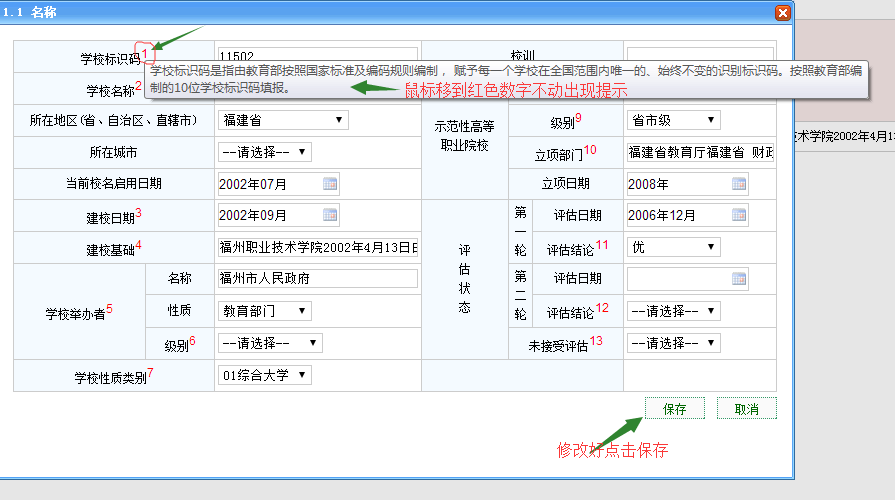 1.1 名称
学校标识码1 11502 校训
学校标识码是指由教育部按照国家标准及编码规则编制，赋予每一个学校在全国范围内唯一的、始终不变的识别标识码。按照教育部编
制的10位学校标识码填报。
鼠标移到红色数字不动出现提示
学校名称2
所在地区(省、自治区、直辖市) 福建省
示范性高等
职业院校
级别9 省市级
所在城市 --请选择-- 立项部门10 福建省教育厅福建省 财政
当前校名启用日期 2002年07月 立项日期 2008年
建校日期3 2002年09月
评估状态
第一轮
评估日期 2006年12月
建校基础4 福州职业技术学院2002年4月13日日
评估结论11 优
学校举办者5
名称 福州市人民政府
第二轮
评估日期
性质 教育部门
评估结论12 --请选择--
级别6 --请选择--
未接受评估13 --请选择--
学校性质类别7 01综合大学
保存 取消
修改好点击保存
技术学院2002年4月1